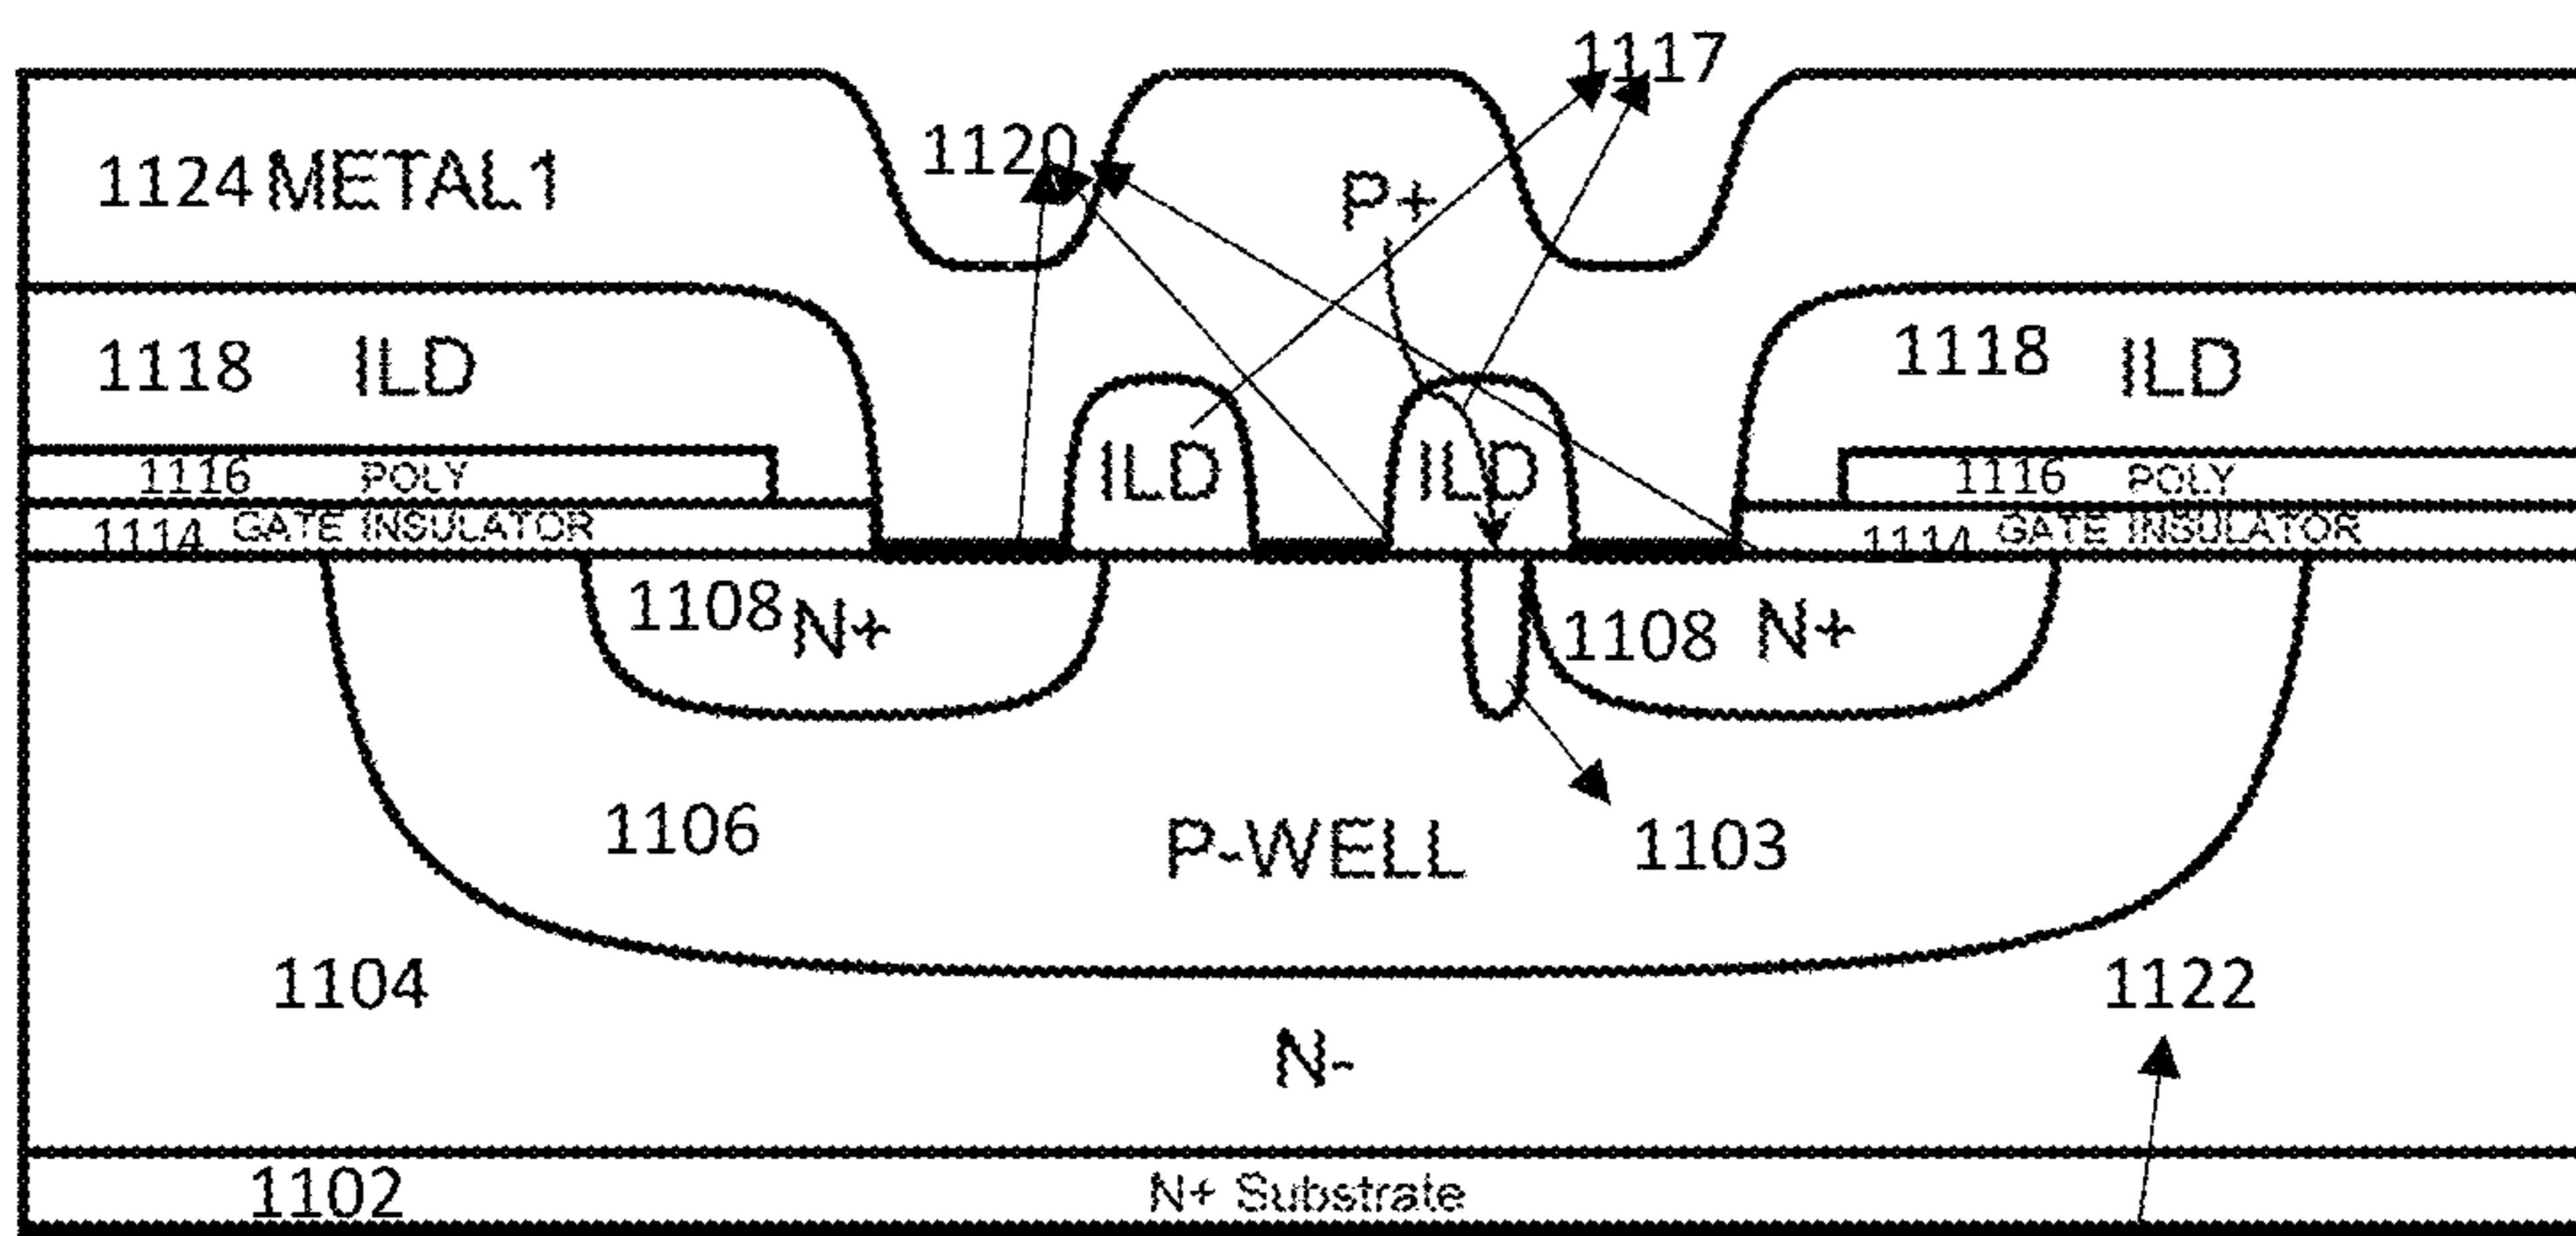 1117
1120
1124 METAL1
P+
1118 ILD
1118 ILD
ILD
ILD
1116 POLY
1116 POLY
1114 GATE INSULATOR
1114 GATE INSULATOR
1108 N+
1108 N+
1106
P-WELL
1103
1104
1122
N-
1102
N+ Substrate